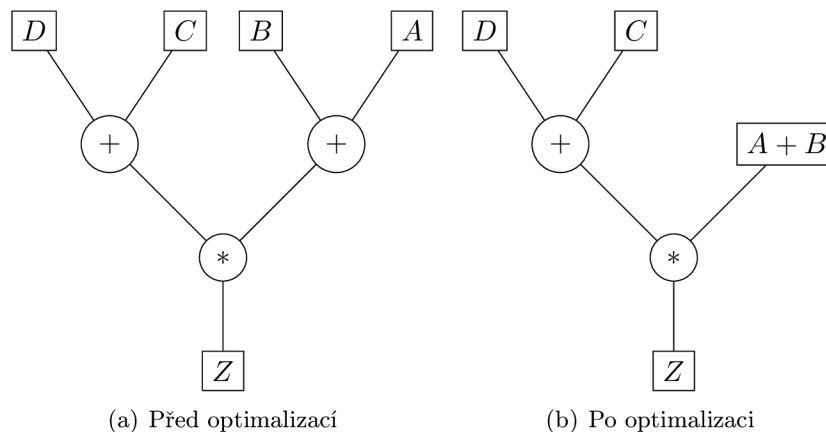 D C B A D C
+ + + A + B
* *
Z Z
(a) Před optimalizací (b) Po optimalizaci